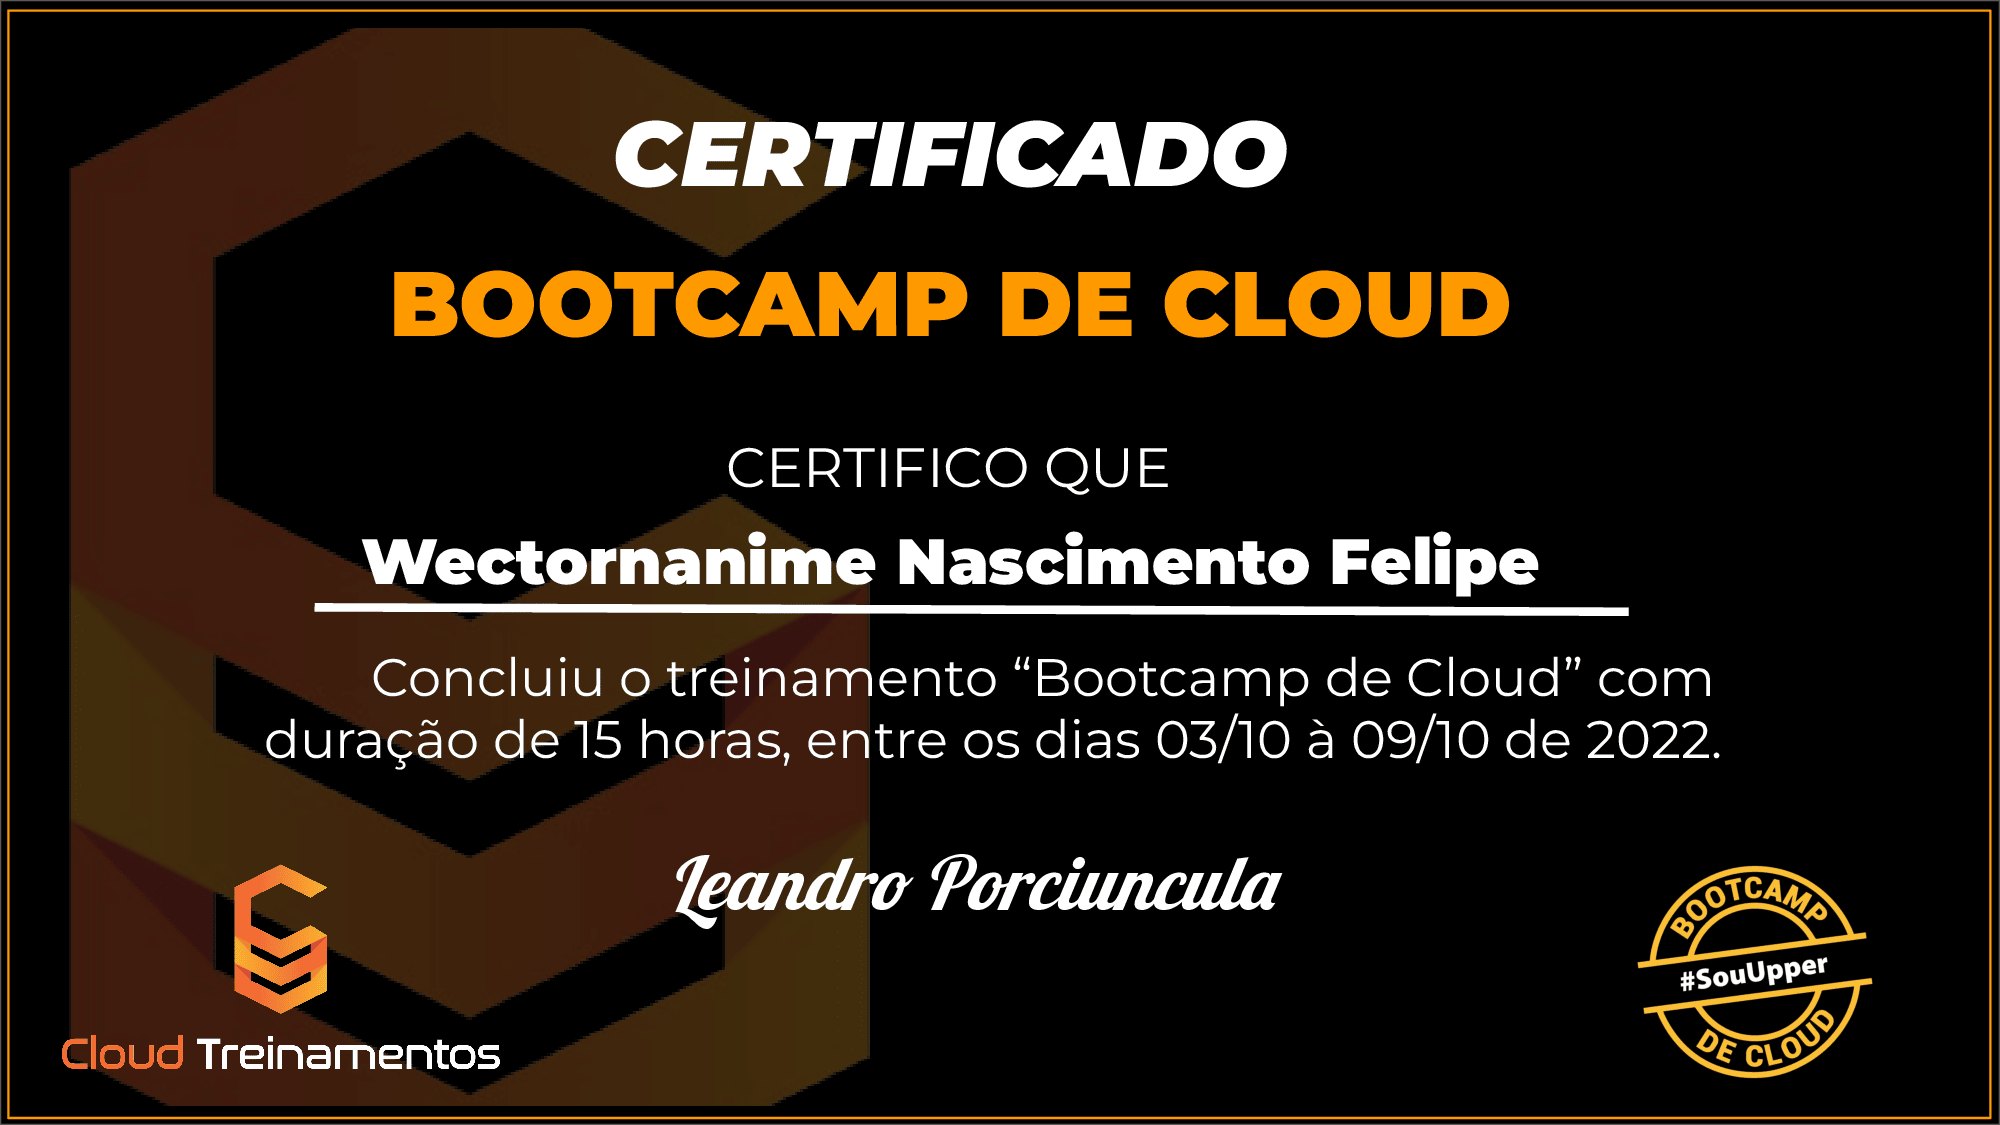 CERTIFICADO
BOOTCAMP DE CLOUD
CERTIFICO QUE
Wectornanime Nascimento Felipe
Concluiu o treinamento “Bootcamp de Cloud” com
duração de 15 horas, entre os dias 03/10 à 09/10 de 2022.
Leandro Porciuncula
Cloud Treinamentos
BOOTCAMP
#SouUpper
DE CLOUD